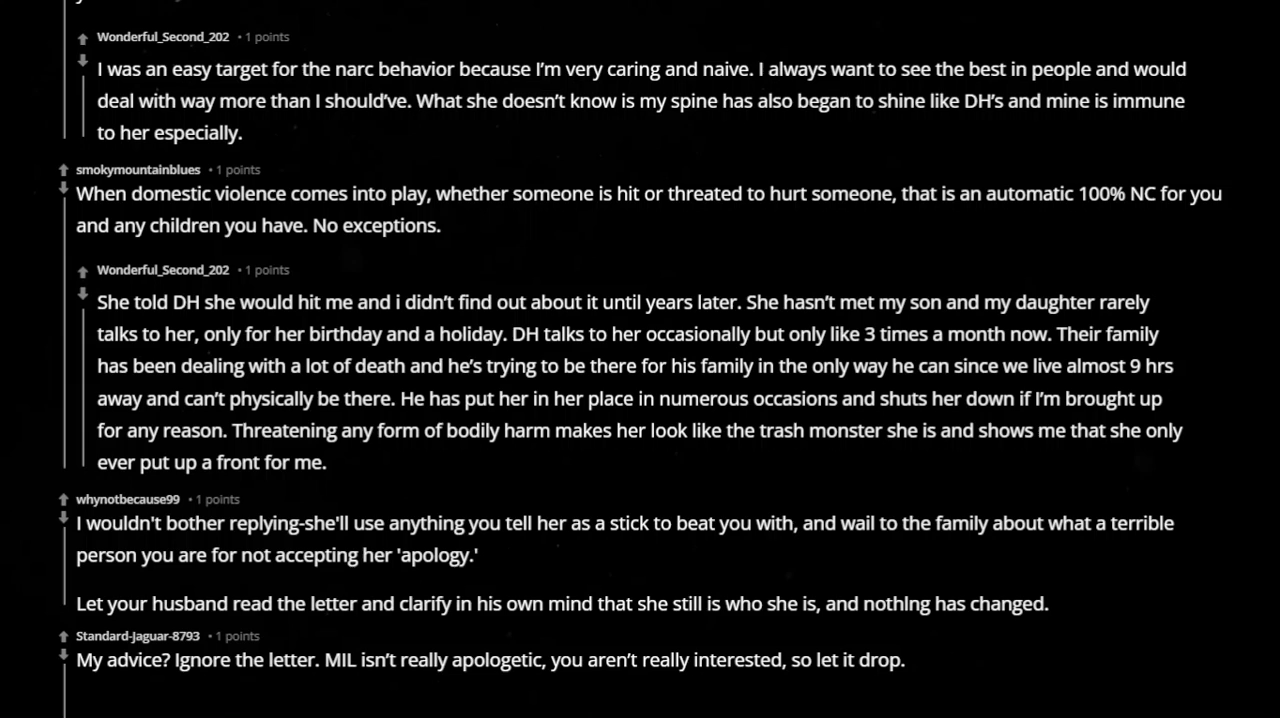 Wonderful_Second_202 • 1 points
I was an easy target for the narc behavior because I'm very caring and naive. I always want to see the best in people and would
deal with way more than I should've. What she doesn't know is my spine has also began to shine like DH's and mine is immune
to her especially.
smokymountainblues • 1 points
When domestic violence comes into play, whether someone is hit or threated to hurt someone, that is an automatic 100% NC for you
and any children you have. No exceptions.
Wonderful_Second_202 • 1 points
She told DH she would hit me and i didn't find out about it until years later. She hasn't met my son and my daughter rarely
talks to her, only for her birthday and a holiday. DH talks to her occasionally but only like 3 times a month now. Their family
has been dealing with a lot of death and he's trying to be there for his family in the only way he can since we live almost 9 hrs
away and can't physically be there. He has put her in her place in numerous occasions and shuts her down if I'm brought up
for any reason. Threatening any form of bodily harm makes her look like the trash monster she is and shows me that she only
ever put up a front for me.
whynotbecause99 • 1 points
I wouldn't bother replying-she'll use anything you tell her as a stick to beat you with, and wail to the family about what a terrible
person you are for not accepting her 'apology.'
Let your husband read the letter and clarify in his own mind that she still is who she is, and nothlng has changed.
Standard-Jaguar-8793 • 1 points
My advice? Ignore the letter. MIL isn't really apologetic, you aren't really interested, so let it drop.